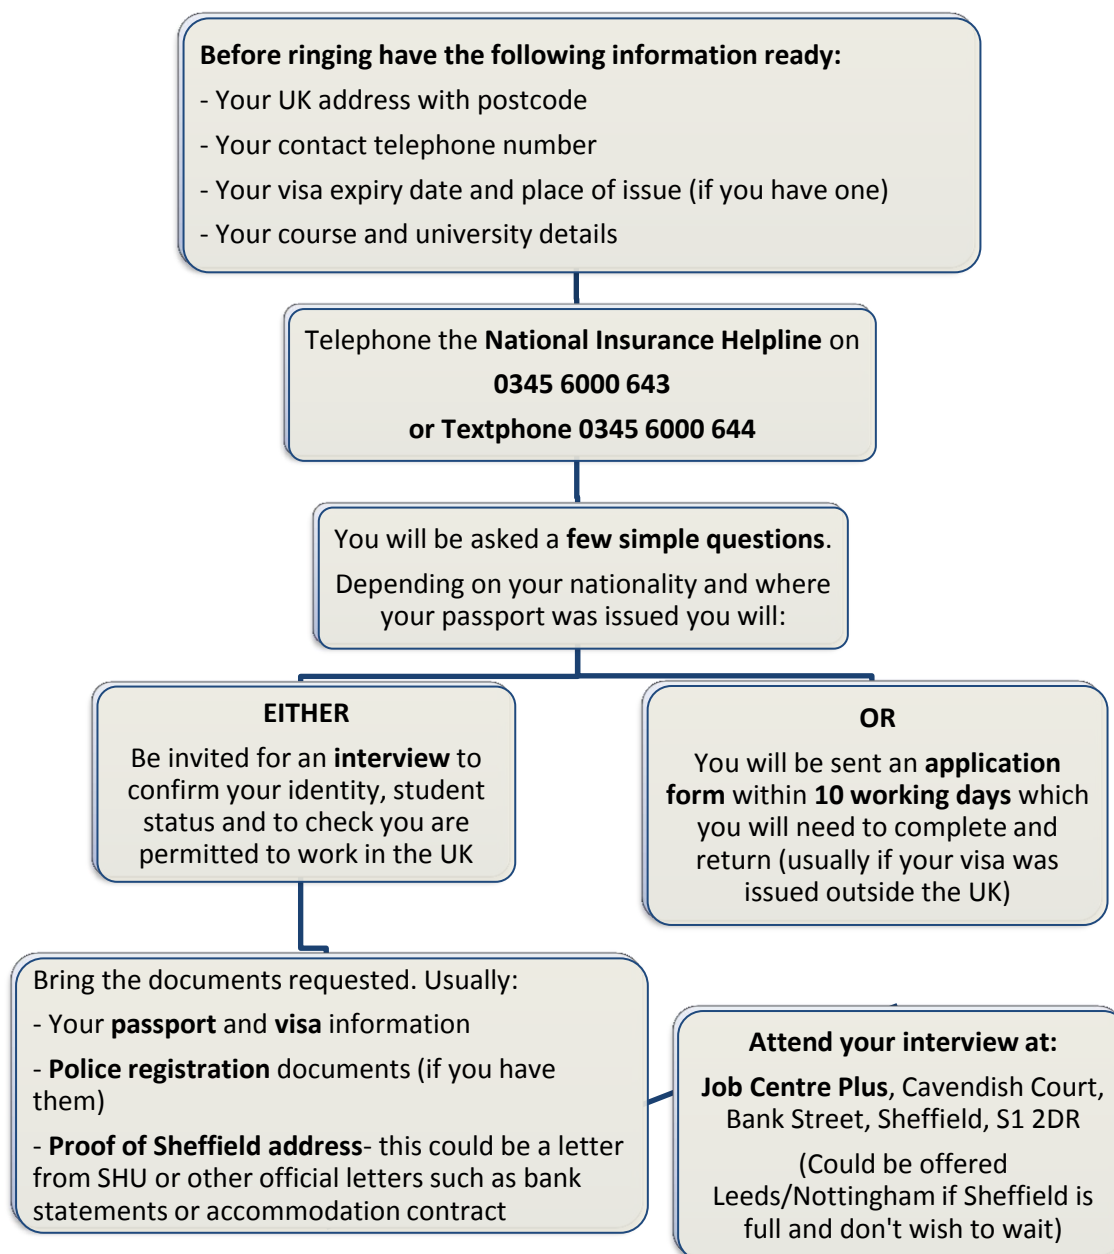 Before ringing have the following information ready:
- Your UK address with postcode
- Your contact telephone number
- Your visa expiry date and place of issue (if you have one)
- Your course and university details
Telephone the National Insurance Helpline on
0345 6000 643
or Textphone 0345 6000 644
You will be asked a few simple questions.
Depending on your nationality and where
your passport was issued you will:
EITHER
Be invited for an interview to
confirm your identity, student
status and to check you are
permitted to work in the UK
OR
You will be sent an application
form within 10 working days which
you will need to complete and
return (usually if your visa was
issued outside the UK)
Bring the documents requested. Usually:
- Your passport and visa information
- Police registration documents (if you have
them)
- Proof of Sheffield address- this could be a letter
from SHU or other official letters such as bank
statements or accommodation contract
Attend your interview at:
Job Centre Plus, Cavendish Court,
Bank Street, Sheffield, S1 2DR
(Could be offered
Leeds/Nottingham if Sheffield is
full and don't wish to wait)